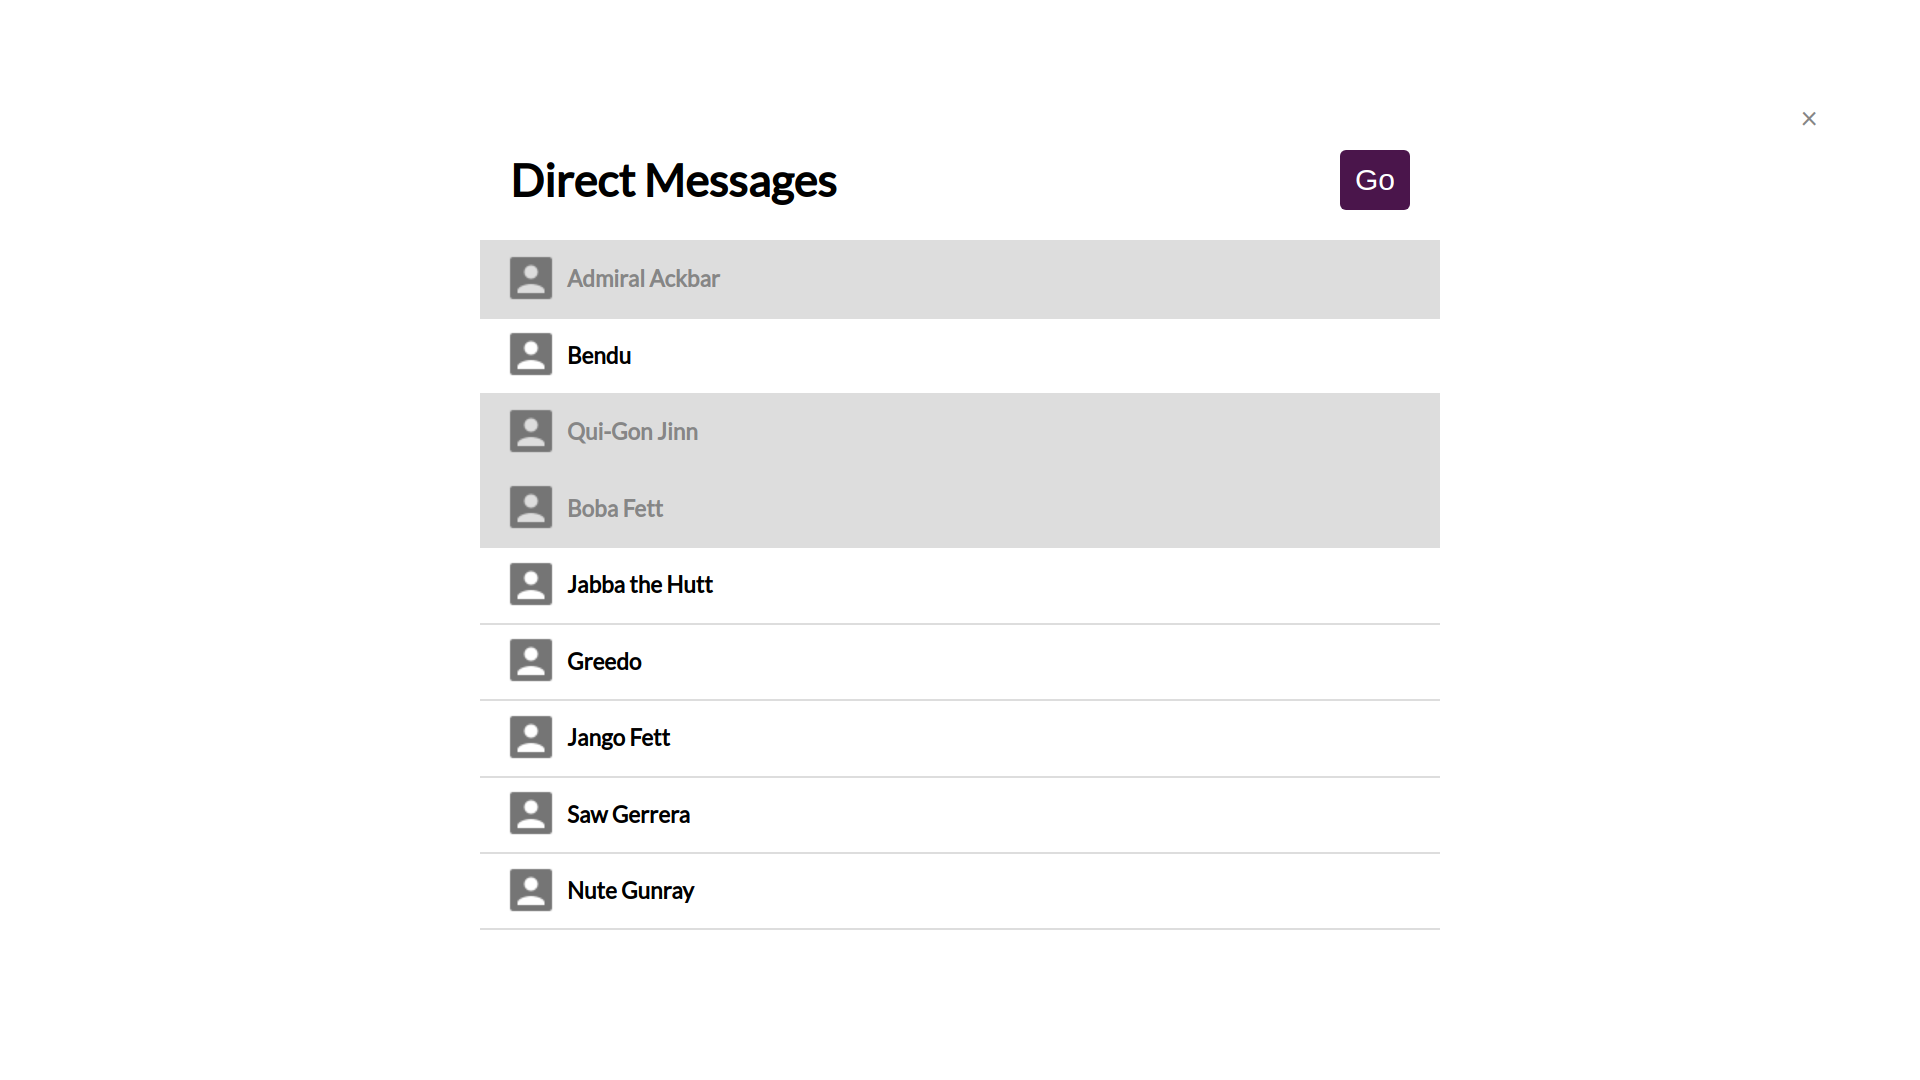 ×
Direct Messages
Go
Admiral Ackbar
Bendu
Qui-Gon Jinn
Boba Fett
Jabba the Hutt
Greedo
Jango Fett
Saw Gerrera
Nute Gunray